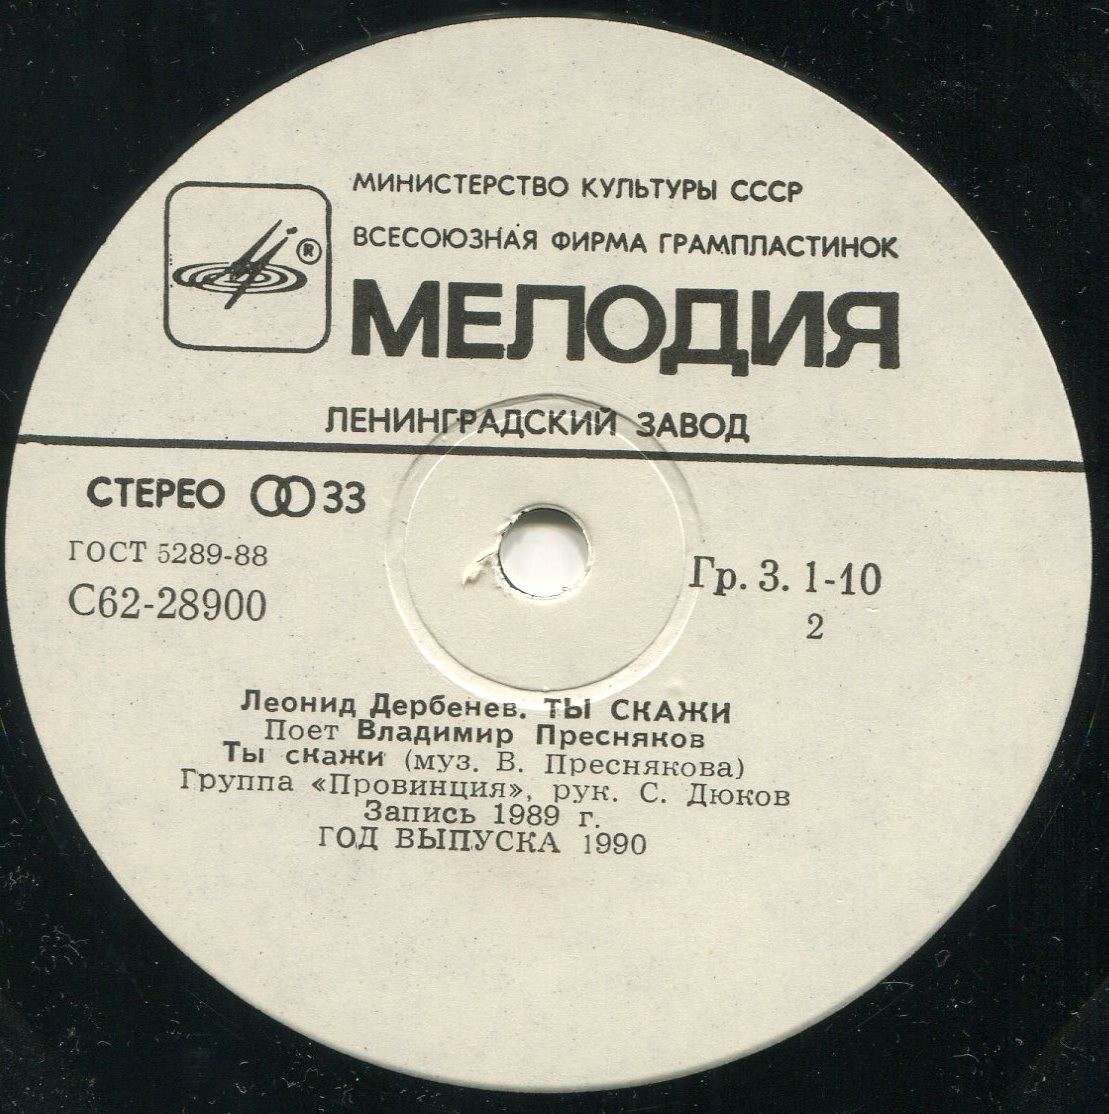 МИНИСТЕРСТВО КУЛЬТУРЫ СССР
ВСЕСОЮЗНАЯ ФИРМА ГРАМПЛАСТИНОК
®
МЕЛОДИЯ
ЛЕНИНГРАДСКИЙ ЗАВОД
СТЕРЕО 33
ГОСТ 5289-88
С62-28900
Гр. 3. 1-10
2
Леонид Дербенев. ТЫ СКАЖИ
Поет Владимир Пресняков
Ты скажи (муз. В. Преснякова)
Группа «Провинция», рук. С. Дюков
Запись 1989 г.
ГОД ВЫПУСКА 1990